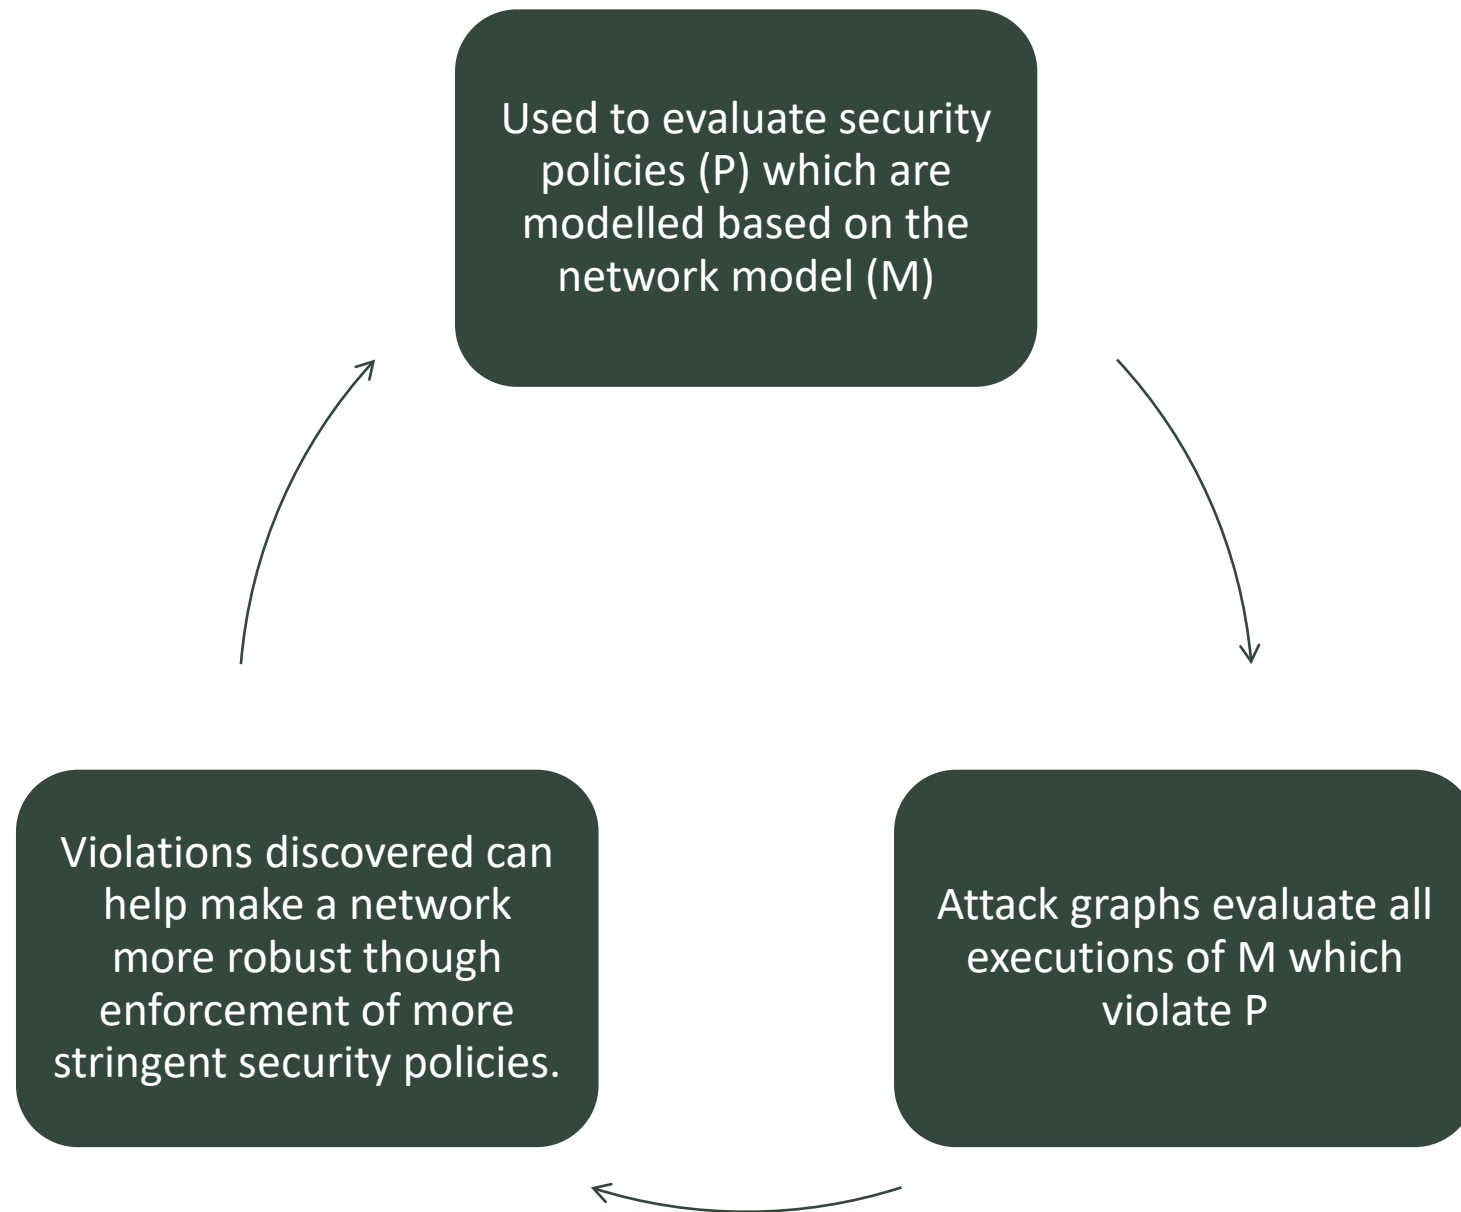 Used to evaluate security
policies (P) which are
modelled based on the
network model (M)
Attack graphs evaluate all
executions of M which
violate P
Violations discovered can
help make a network
more robust though
enforcement of more
stringent security policies.